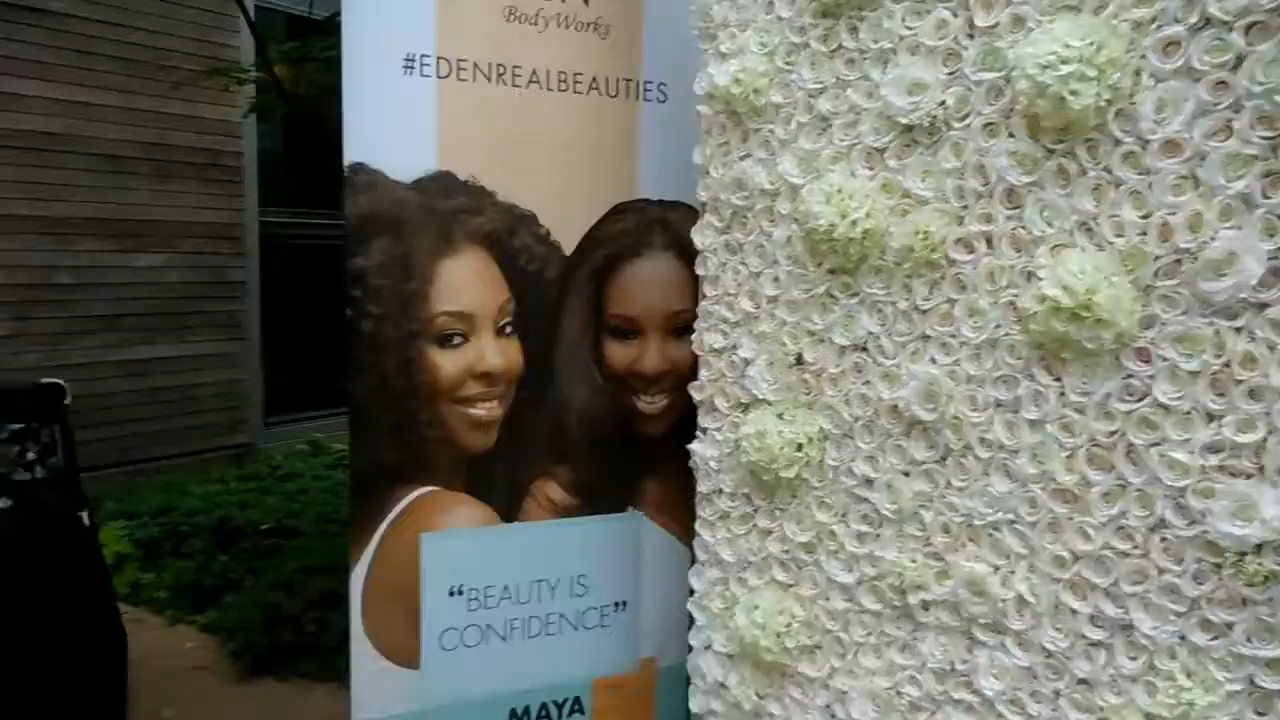 BodyWorks
#EDENREALBEAUTIES
“BEAUTY IS
CONFIDENCE”
MAYA